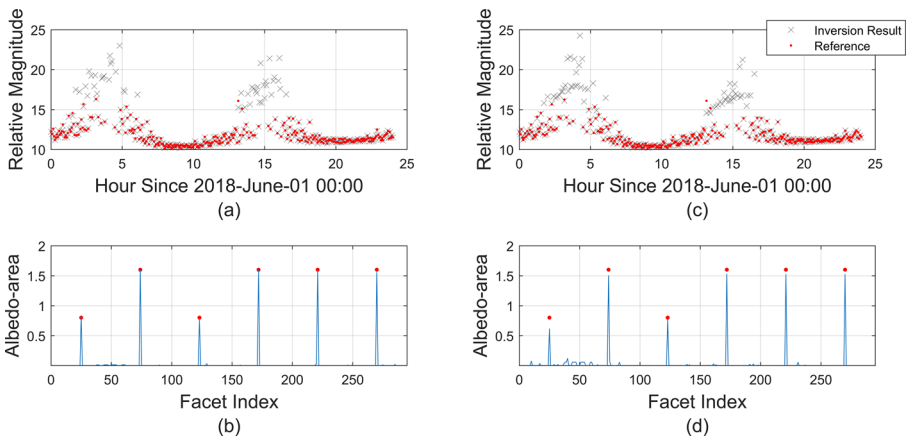 25
20
15
10
Relative Magnitude
0 5 10 15 20 25
Hour Since 2018-June-01 00:00
(a)
25
20
15
10
Relative Magnitude
0 5 10 15 20 25
Hour Since 2018-June-01 00:00
(c)
Inversion Result
Reference
2
1.5
1
0.5
Albedo-area
0 50 100 150 200 250
Facet Index
(b)
2
1.5
1
0.5
Albedo-area
0 50 100 150 200 250
Facet Index
(d)